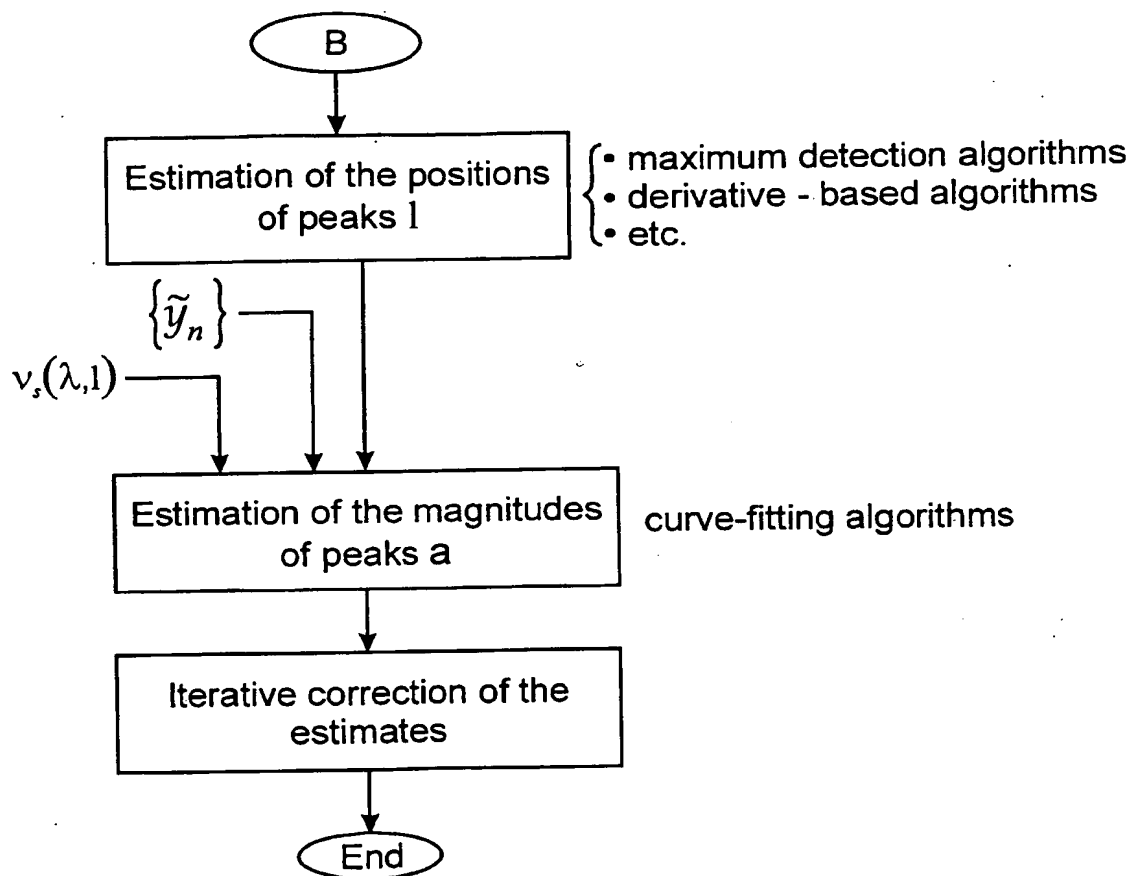 B
Estimation of the positions
of peaks l
• maximum detection algorithms
• derivative - based algorithms
• etc.
{ỹn}
νs(λ,l)
Estimation of the magnitudes
of peaks a
curve-fitting algorithms
Iterative correction of the
estimates
End